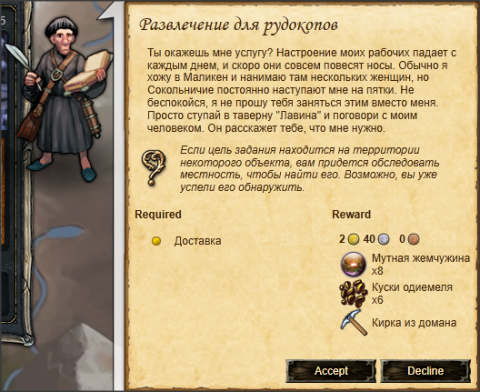 5
Развлечение для рудокопов
Ты окажешь мне услугу? Настроение моих рабочих падает с
каждым днем, и скоро они совсем повесят носы. Обычно я
хожу в Маликен и нанимаю там нескольких женщин, но
Сокольничие постоянно наступают мне на пятки. Не
беспокойся, я не прошу тебя заняться этим вместо меня.
Просто ступай в таверну "Лавина" и поговори с моим
человеком. Он расскажет тебе, что мне нужно.
Если цель задания находится на территории
некоторого объекта, вам придется обследовать
местность, чтобы найти его. Возможно, вы уже
успели его обнаружить.
Required
Доставка
Reward
2 40 0
Мутная жемчужина
x8
Куски одиемеля
x6
Кирка из домана
Accept Decline